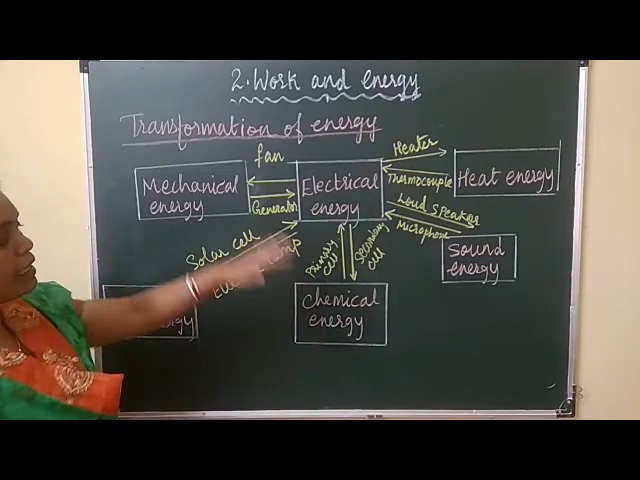 2. Work and energy
Transformation of energy
fan
Heater
Mechanical
energy
Generator
Electrical
energy
Thermocouple
Heat energy
Loud Speaker
Microphone
Sound
energy
Solar cell
Primary
cell
Secondary
cell
Chemical
energy